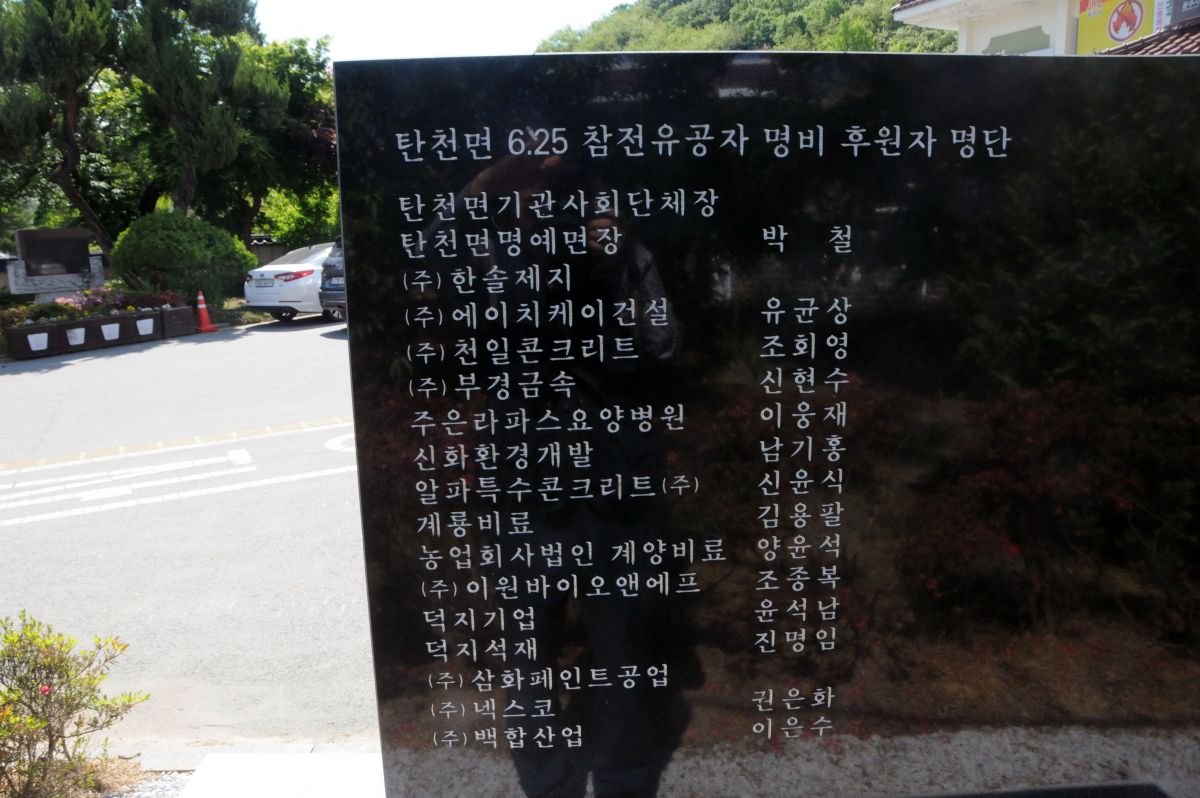 탄천면 6.25 참전유공자 명비 후원자 명단
탄천면기관사회단체장
탄천면명예면장 박 철
(주)한솔제지
(주)에이치케이건설 유균상
(주)천일콘크리트 조회영
(주)부경금속 신현수
주은라파스요양병원 이웅재
신화환경개발 남기홍
알파특수콘크리트(주) 신윤식
계룡비료 김용팔
농업회사법인 계양비료 양윤석
(주)이원바이오앤에프 조종복
덕지기업 윤석남
덕지석재 진명임
(주)삼화페인트공업
(주)넥스코 권은화
(주)백합산업 이은수